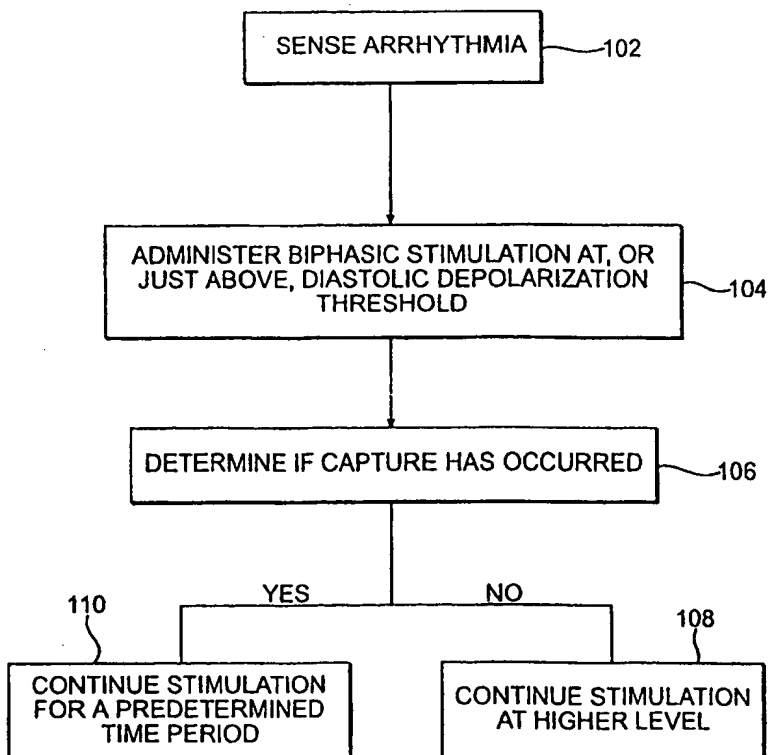 SENSE ARRHYTHMIA
102
ADMINISTER BIPHASIC STIMULATION AT, OR
JUST ABOVE, DIASTOLIC DEPOLARIZATION
THRESHOLD
104
DETERMINE IF CAPTURE HAS OCCURRED
106
YES
NO
110
108
CONTINUE STIMULATION
FOR A PREDETERMINED
TIME PERIOD
CONTINUE STIMULATION
AT HIGHER LEVEL